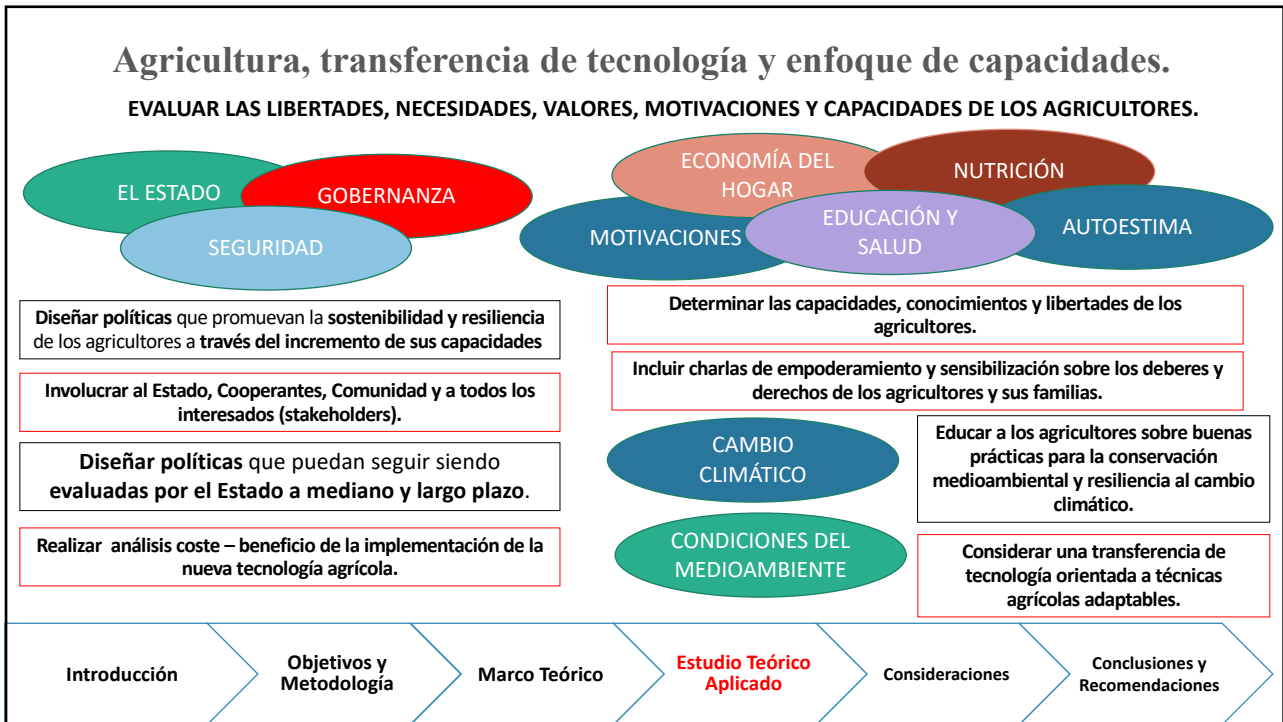 Agricultura, transferencia de tecnología y enfoque de capacidades.
EVALUAR LAS LIBERTADES, NECESIDADES, VALORES, MOTIVACIONES Y CAPACIDADES DE LOS AGRICULTORES.
EL ESTADO
GOBERNANZA
SEGURIDAD
ECONOMÍA DEL
HOGAR
NUTRICIÓN
MOTIVACIONES
EDUCACIÓN Y
SALUD
AUTOESTIMA
Diseñar políticas que promuevan la sostenibilidad y resiliencia
de los agricultores a través del incremento de sus capacidades
Involucrar al Estado, Cooperantes, Comunidad y a todos los
interesados (stakeholders).
Diseñar políticas que puedan seguir siendo
evaluadas por el Estado a mediano y largo plazo.
Realizar análisis coste – beneficio de la implementación de la
nueva tecnología agrícola.
Determinar las capacidades, conocimientos y libertades de los
agricultores.
Incluir charlas de empoderamiento y sensibilización sobre los deberes y
derechos de los agricultores y sus familias.
CAMBIO
CLIMÁTICO
Educar a los agricultores sobre buenas
prácticas para la conservación
medioambiental y resiliencia al cambio
climático.
CONDICIONES DEL
MEDIOAMBIENTE
Considerar una transferencia de
tecnología orientada a técnicas
agrícolas adaptables.
Introducción
Objetivos y
Metodología
Marco Teórico
Estudio Teórico
Aplicado
Consideraciones
Conclusiones y
Recomendaciones